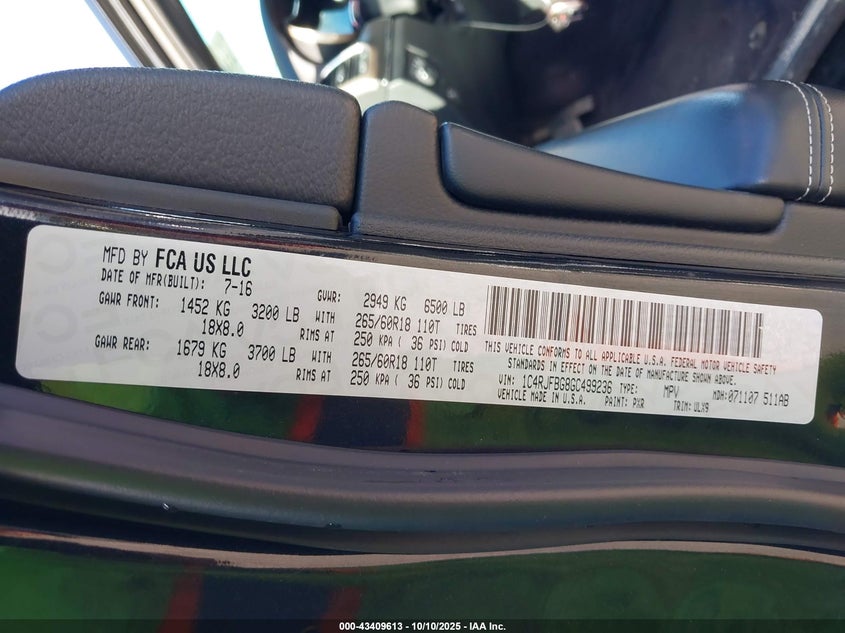 MFD BY FCA US LLC
DATE OF MFR(BUILT): 7-16
GVWR: 2949 KG 6500 LB
GAWR FRONT: 1452 KG 3200 LB WITH 265/60R18 110T TIRES
18X8.0 RIMS AT 250 KPA ( 36 PSI) COLD
GAWR REAR: 1679 KG 3700 LB WITH 265/60R18 110T TIRES
18X8.0 RIMS AT 250 KPA ( 36 PSI) COLD
THIS VEHICLE CONFORMS TO ALL APPLICABLE U.S.A. FEDERAL MOTOR VEHICLE SAFETY
STANDARDS IN EFFECT ON THE DATE OF MANUFACTURE SHOWN ABOVE.
VIN: 1C4RJFBG8GC499236 TYPE: MPV MDH:071107 511AB
VEHICLE MADE IN U.S.A. PAINT: PXR TRIM: ULX9
000-43409613 - 10/10/2025 - IAA Inc.